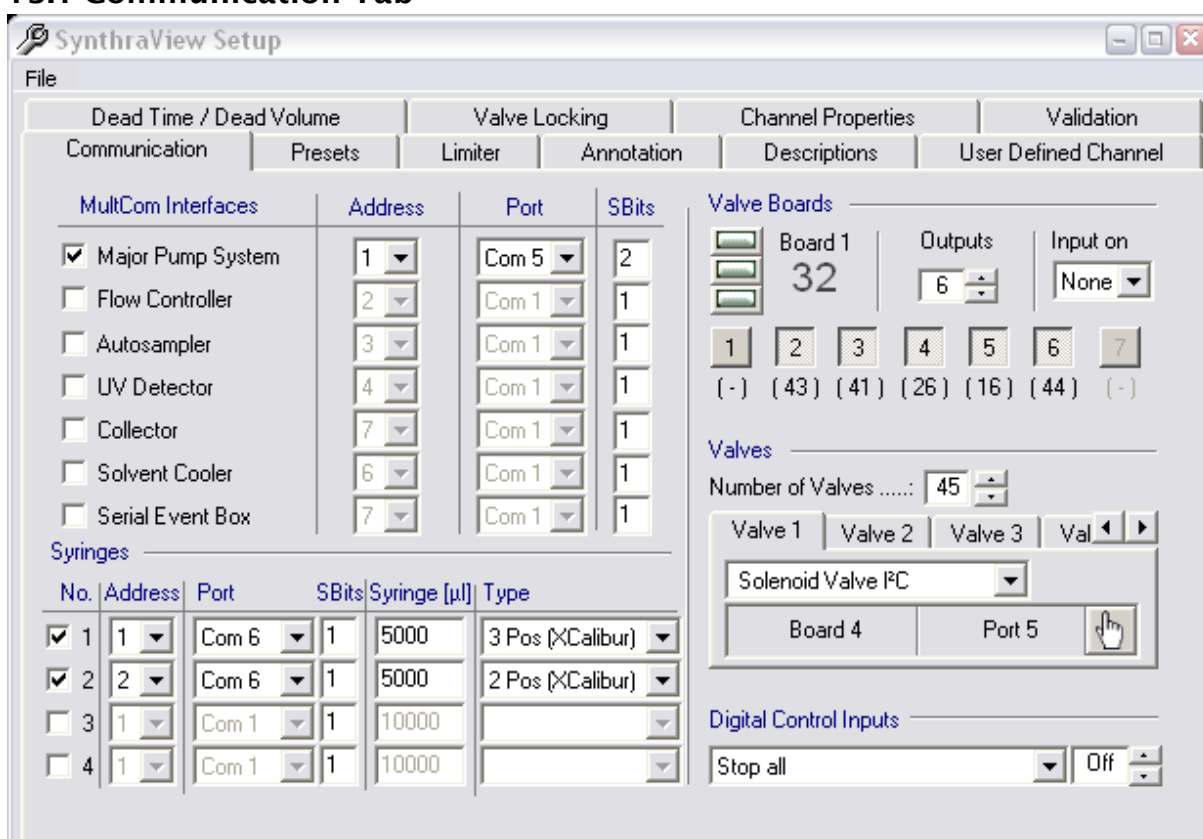 15.1 Communication Tab
SynthraView Setup
File
Dead Time / Dead Volume Valve Locking Channel Properties Validation
Communication Presets Limiter Annotation Descriptions User Defined Channel
MultCom Interfaces Address Port SBits
Major Pump System 1 Com 5 2
Flow Controller 2 Com 1 1
Autosampler 3 Com 1 1
UV Detector 4 Com 1 1
Collector 7 Com 1 1
Solvent Cooler 6 Com 1 1
Serial Event Box 7 Com 1 1
Syringes
No. Address Port SBits Syringe [µl] Type
1 1 Com 6 1 5000 3 Pos (XCalibur)
2 2 Com 6 1 5000 2 Pos (XCalibur)
3 1 Com 1 1 10000
4 1 Com 1 1 10000
Valve Boards
Board 1 Outputs Input on
32 6 None
1 2 3 4 5 6 7
(-) (43) (41) (26) (16) (44) (-)
Valves
Number of Valves .....: 45
Valve 1 Valve 2 Valve 3 Val
Solenoid Valve I²C
Board 4 Port 5
Digital Control Inputs
Stop all Off